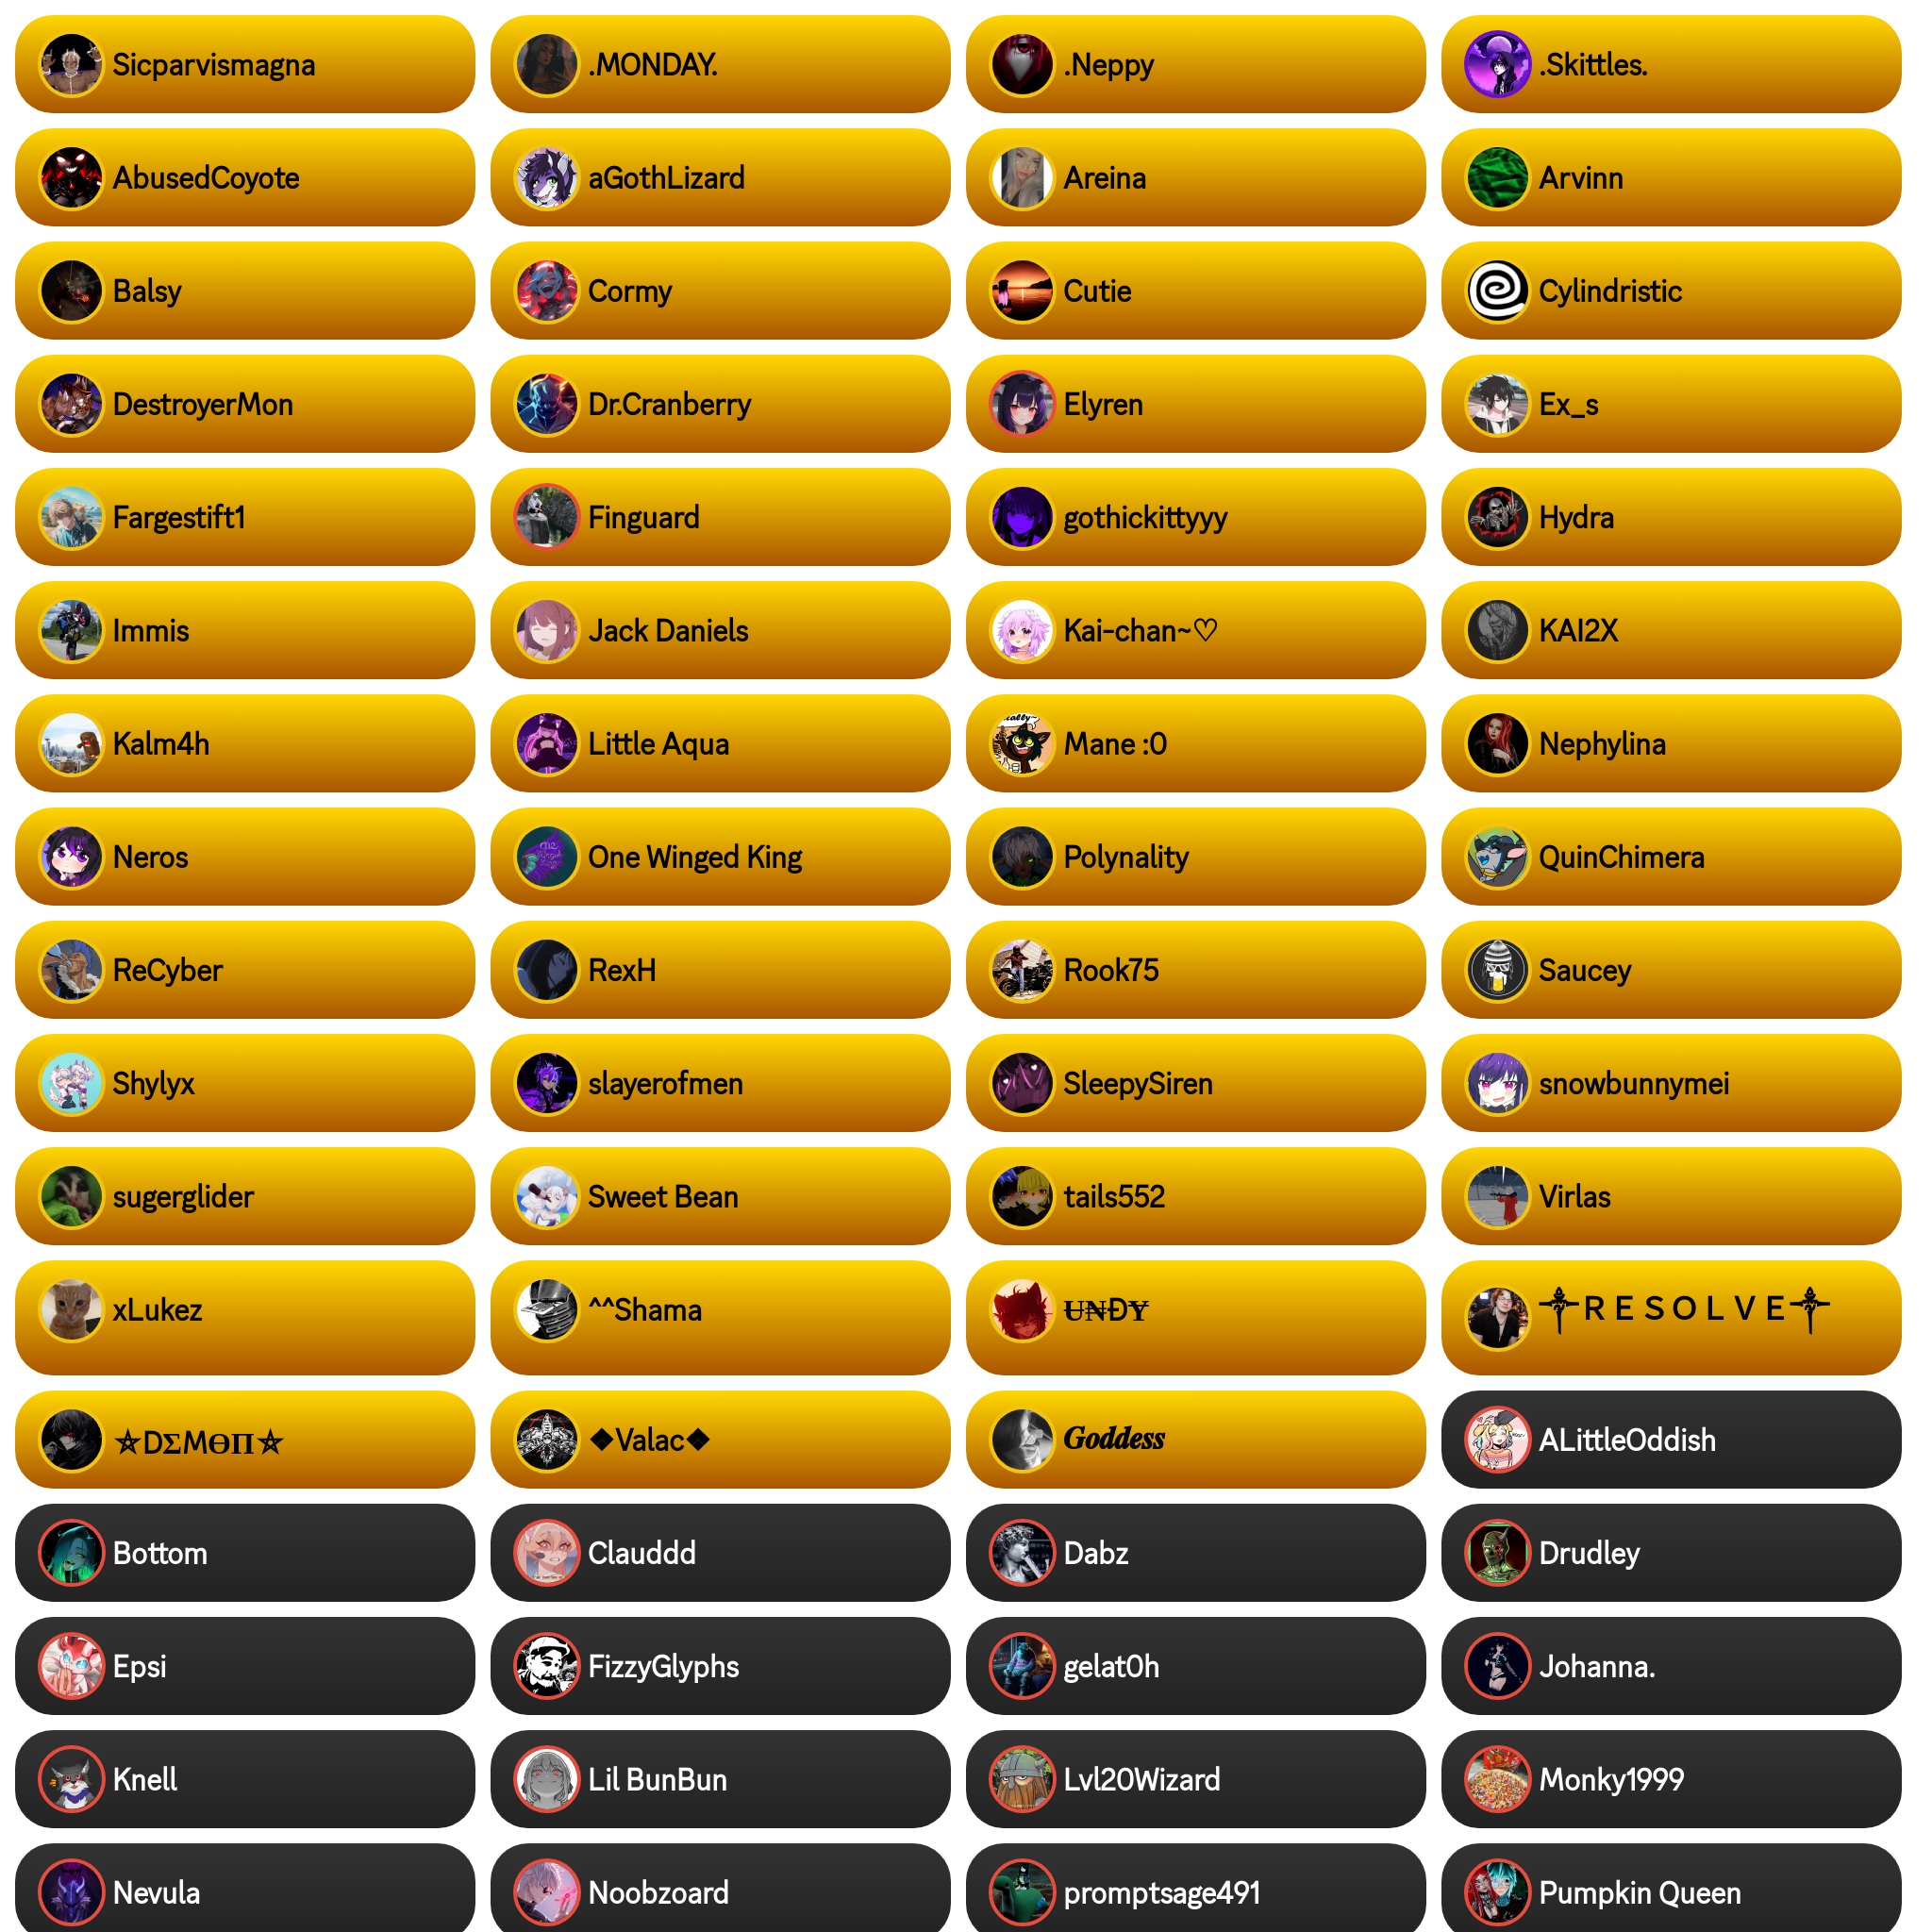 Sicparvismagna
.MONDAY.
.Neppy
.Skittles.
AbusedCoyote
aGothLizard
Areina
Arvinn
Balsy
Cormy
Cutie
Cylindristic
DestroyerMon
Dr.Cranberry
Elyren
Ex_s
Fargestift1
Finguard
gothickittyyy
Hydra
Immis
Jack Daniels
Kai-chan~♡
KAI2X
Kalm4h
Little Aqua
Mane :0
Nephylina
Neros
One Winged King
Polynality
QuinChimera
ReCyber
RexH
Rook75
Saucey
Shylyx
slayerofmen
SleepySiren
snowbunnymei
sugerglider
Sweet Bean
tails552
Virlas
xLukez
^^Shama
Ʉ₦ĐɎ
༒ＲＥＳＯＬＶＥ༒
⛤DΣMӨΠ⛤
◆Valac◆
𝑮𝒐𝒅𝒅𝒆𝒔𝒔
ALittleOddish
Bottom
Clauddd
Dabz
Drudley
Epsi
FizzyGlyphs
gelat0h
Johanna.
Knell
Lil BunBun
Lvl20Wizard
Monky1999
Nevula
Noobzoard
promptsage491
Pumpkin Queen